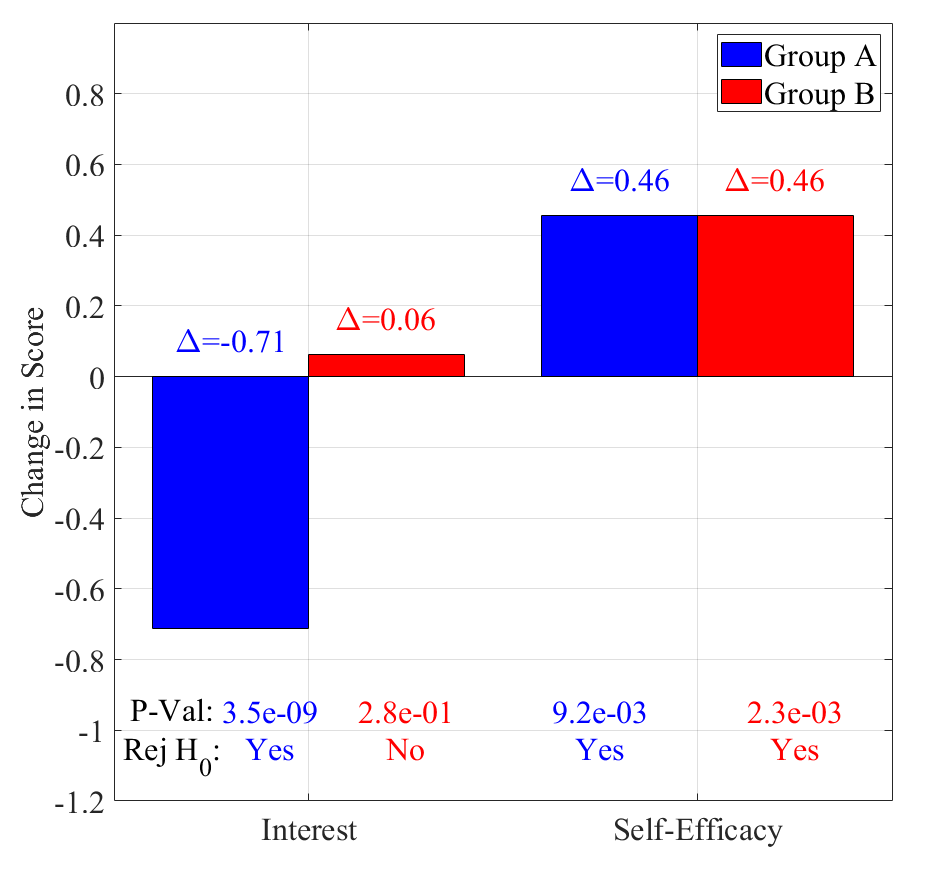 Group A
Group B
0.8
0.6
0.4
0.2
0
-0.2
-0.4
-0.6
-0.8
-1
-1.2
Change in Score
Δ=-0.71
Δ=0.06
Δ=0.46
Δ=0.46
P-Val: 3.5e-09 2.8e-01 9.2e-03 2.3e-03
Rej H0: Yes No Yes Yes
Interest Self-Efficacy